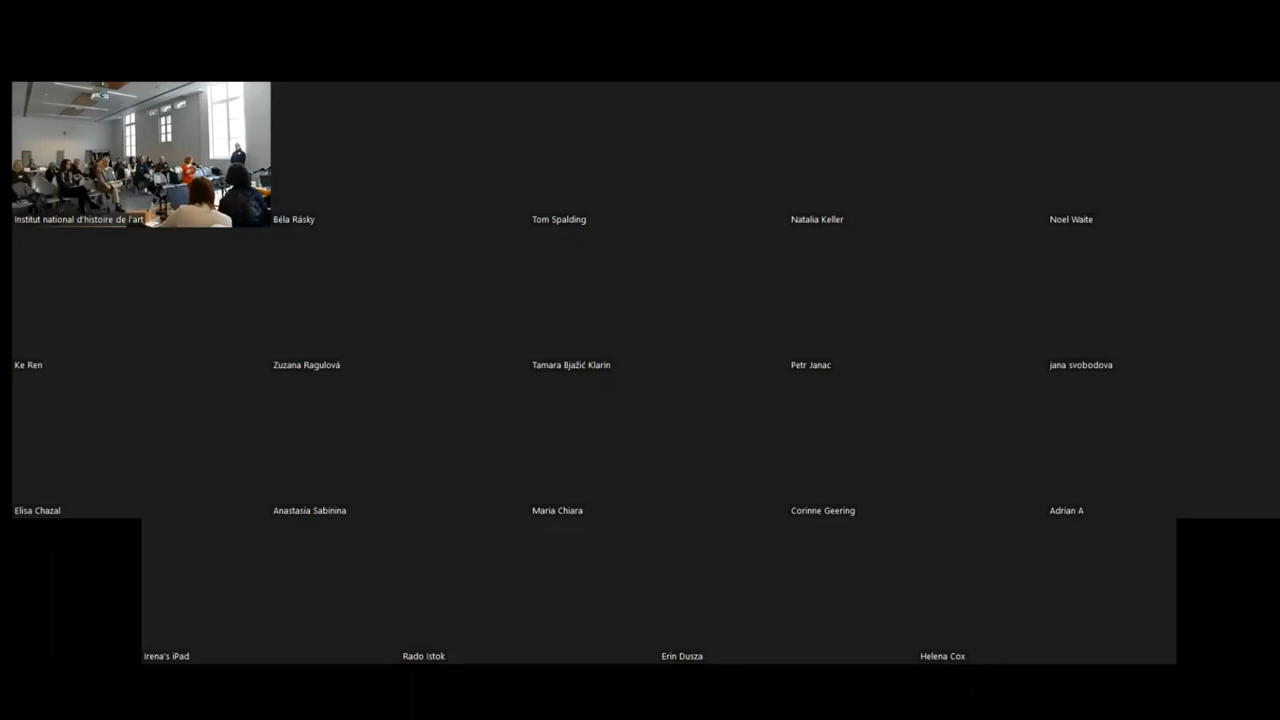 Institut national d'histoire de l'art
Béla Rásky
Tom Spalding
Natalia Keller
Noel Waite
Ke Ren
Zuzana Ragulová
Tamara Bjažić Klarin
Petr Janac
jana svobodova
Elisa Chazal
Anastasia Sabinina
Maria Chiara
Corinne Geering
Adrian A
Irena's iPad
Rado Istok
Erin Dusza
Helena Cox